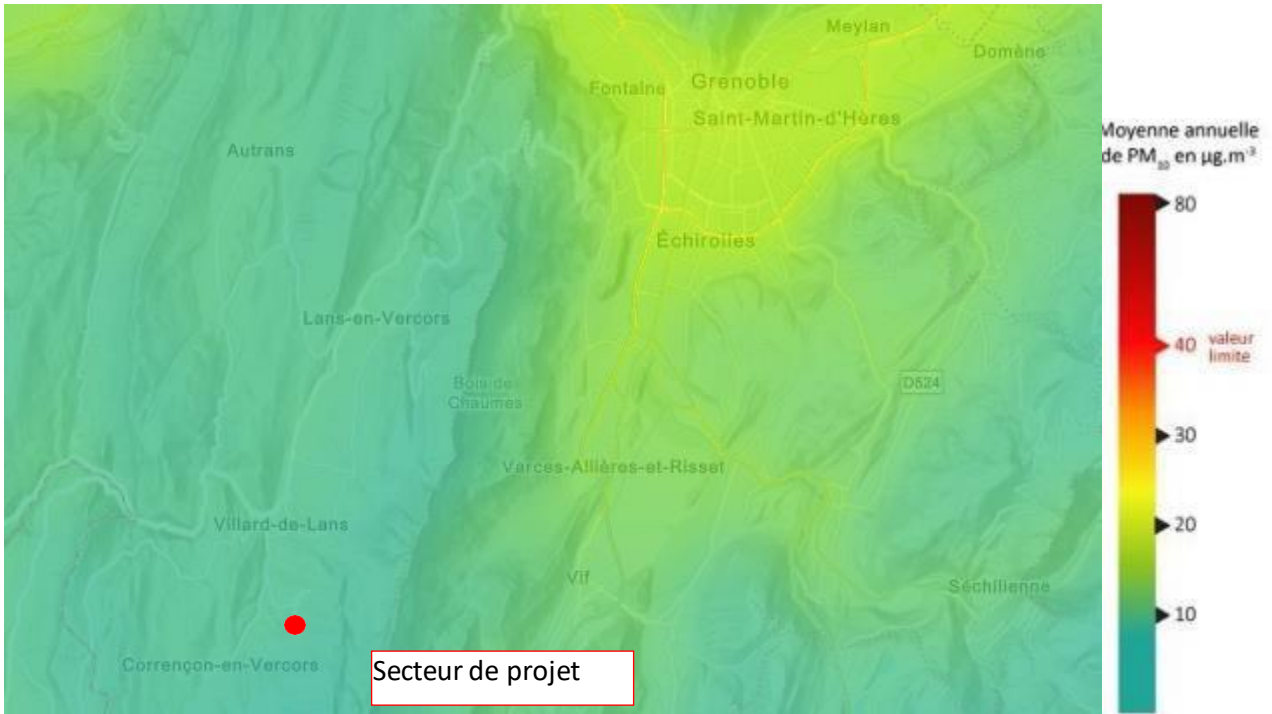 Meylan
Domène
Fontaine
Grenoble
Saint-Martin-d'Hères
Autrans
Échirolles
Lans-en-Vercors
Bois de
Chaumes
D524
Varces-Allières-et-Risset
Villard-de-Lans
Vif
Séchilienne
Corrençon-en-Vercors
Secteur de projet
Moyenne annuelle
de PM₁₀ en µg.m⁻³
80
40 valeur
limite
30
20
10